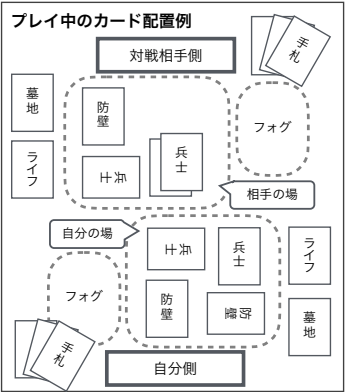 プレイ中のカード配置例
対戦相手側
手札
墓地
防壁
フォグ
兵士
ライフ
兵士
相手の場
自分の場
兵士
兵士
ライフ
フォグ
防壁
防壁
墓地
手札
自分側